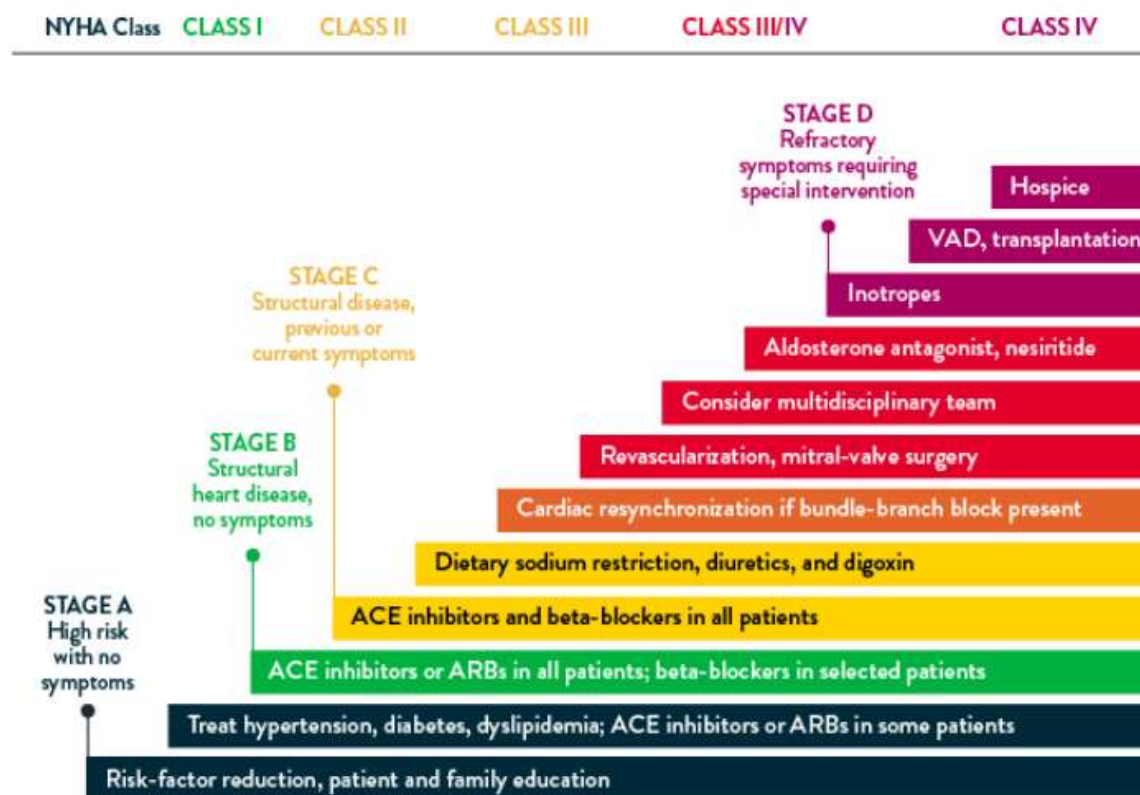 NYHA Class CLASS I CLASS II CLASS III CLASS III/IV CLASS IV
STAGE D
Refractory
symptoms requiring
special intervention
Hospice
VAD, transplantation
Inotropes
STAGE C
Structural disease,
previous or
current symptoms
Aldosterone antagonist, nesiritide
Consider multidisciplinary team
STAGE B
Structural
heart disease,
no symptoms
Revascularization, mitral-valve surgery
Cardiac resynchronization if bundle-branch block present
Dietary sodium restriction, diuretics, and digoxin
ACE inhibitors and beta-blockers in all patients
STAGE A
High risk
with no
symptoms
ACE inhibitors or ARBs in all patients; beta-blockers in selected patients
Treat hypertension, diabetes, dyslipidemia; ACE inhibitors or ARBs in some patients
Risk-factor reduction, patient and family education